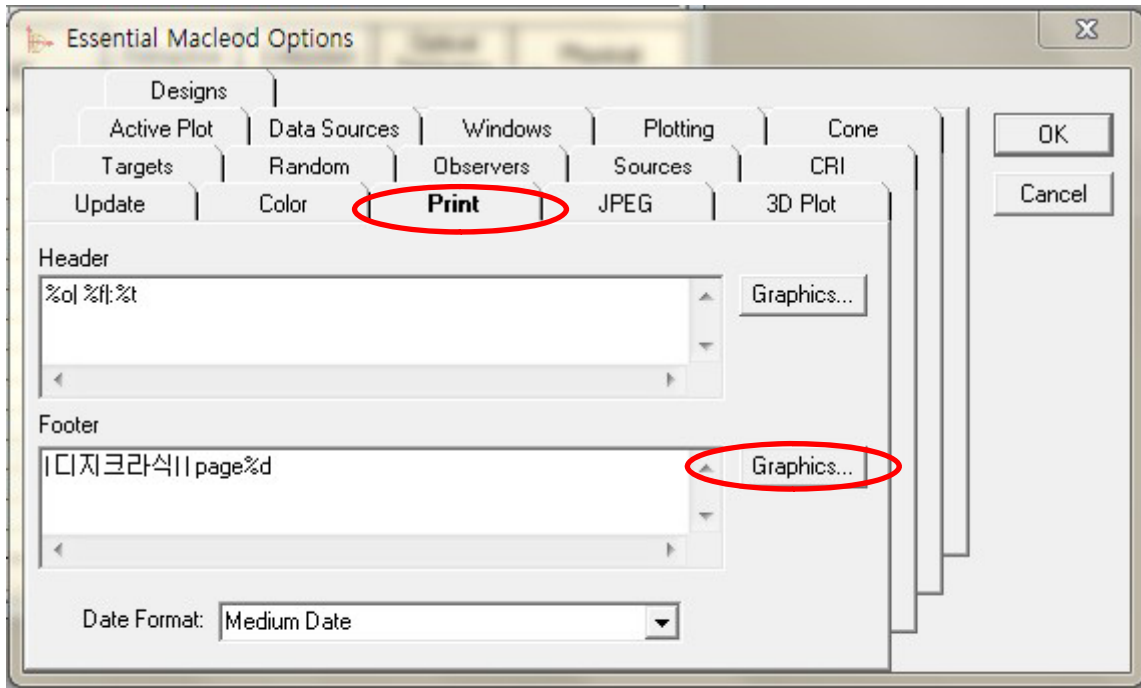 Essential Macleod Options
Designs
Active Plot Data Sources Windows Plotting Cone
Targets Random Observers Sources CRI
Update Color Print JPEG 3D Plot
OK
Cancel
Header
%o| %f|:%t
Graphics...
Footer
|디지크라식|| page%d
Graphics...
Date Format: Medium Date